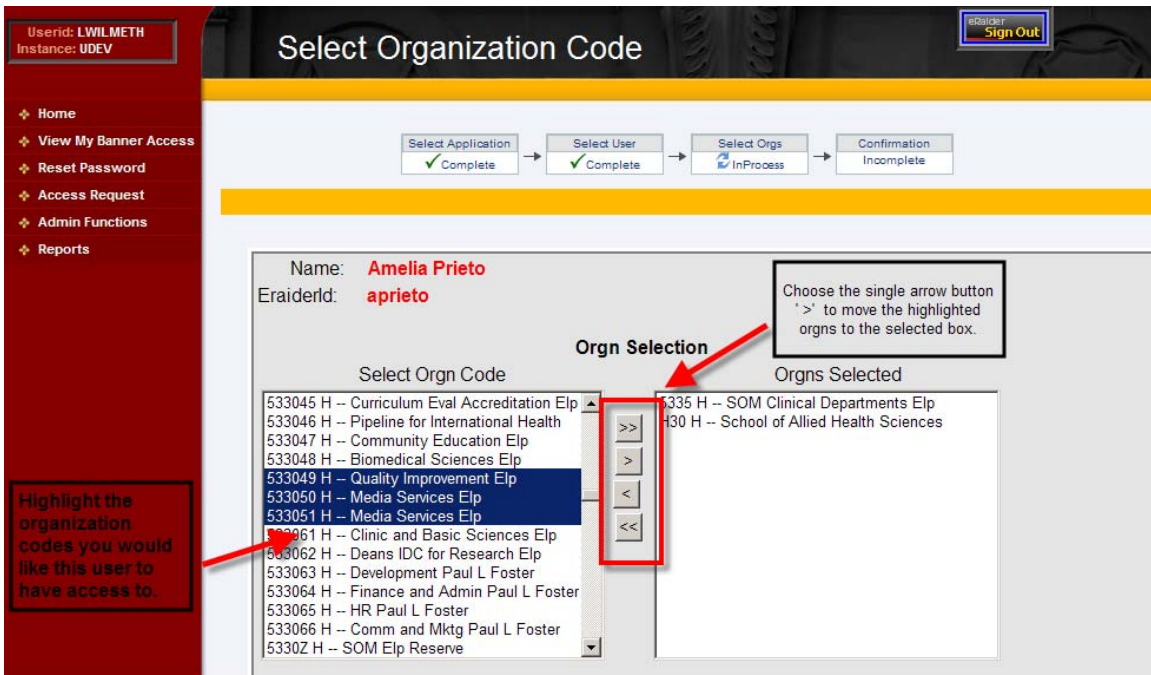 Userid: LWILMETH
Instance: UDEV
Select Organization Code
eRaider
Sign Out
Home
View My Banner Access
Reset Password
Access Request
Admin Functions
Reports
Select Application
Complete
Select User
Complete
Select Orgs
InProcess
Confirmation
Incomplete
Name: Amelia Prieto
EraiderId: aprieto
Choose the single arrow button
'>' to move the highlighted
orgns to the selected box.
Orgn Selection
Select Orgn Code
533045 H -- Curriculum Eval Accreditation Elp
533046 H -- Pipeline for International Health
533047 H -- Community Education Elp
533048 H -- Biomedical Sciences Elp
533049 H -- Quality Improvement Elp
533050 H -- Media Services Elp
533051 H -- Media Services Elp
533061 H -- Clinic and Basic Sciences Elp
533062 H -- Deans IDC for Research Elp
533063 H -- Development Paul L Foster
533064 H -- Finance and Admin Paul L Foster
533065 H -- HR Paul L Foster
533066 H -- Comm and Mktg Paul L Foster
5330Z H -- SOM Elp Reserve
>>
>
<
<<
Orgns Selected
5335 H -- SOM Clinical Departments Elp
H30 H -- School of Allied Health Sciences
Highlight the
organization
codes you would
like this user to
have access to.